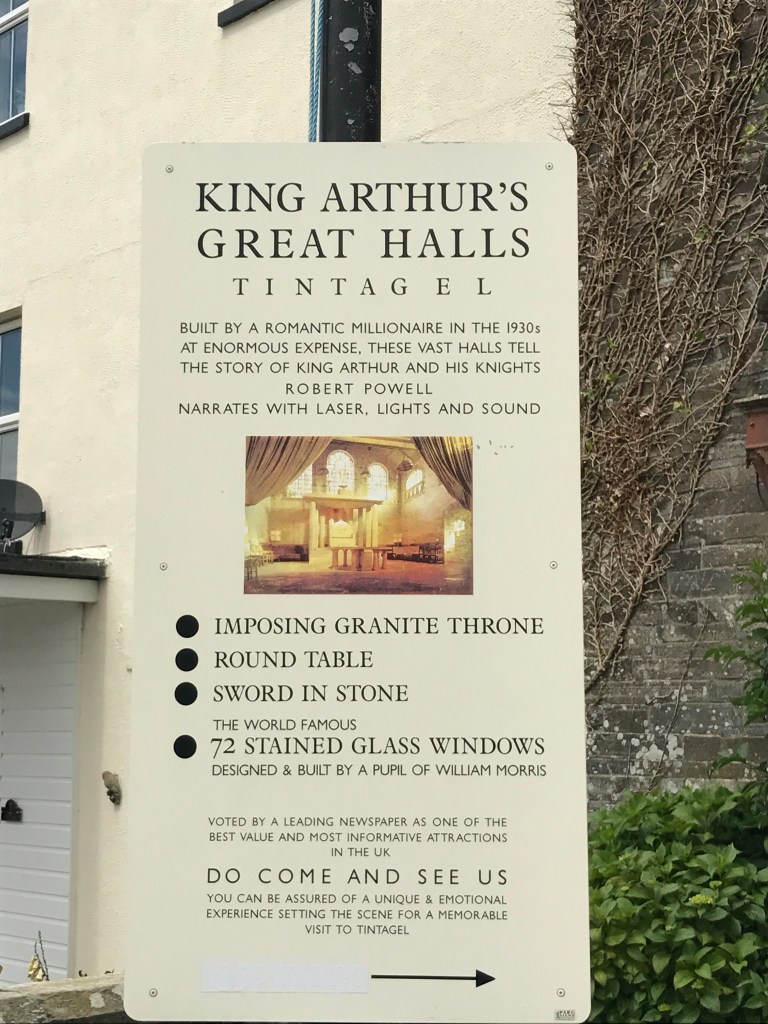 KING ARTHUR'S
GREAT HALLS
TINTAGEL
BUILT BY A ROMANTIC MILLIONAIRE IN THE 1930s
AT ENORMOUS EXPENSE, THESE VAST HALLS TELL
THE STORY OF KING ARTHUR AND HIS KNIGHTS
ROBERT POWELL
NARRATES WITH LASER, LIGHTS AND SOUND
IMPOSING GRANITE THRONE
ROUND TABLE
SWORD IN STONE
THE WORLD FAMOUS
72 STAINED GLASS WINDOWS
DESIGNED & BUILT BY A PUPIL OF WILLIAM MORRIS
VOTED BY A LEADING NEWSPAPER AS ONE OF THE
BEST VALUE AND MOST INFORMATIVE ATTRACTIONS
IN THE UK
DO COME AND SEE US
YOU CAN BE ASSURED OF A UNIQUE & EMOTIONAL
EXPERIENCE SETTING THE SCENE FOR A MEMORABLE
VISIT TO TINTAGEL